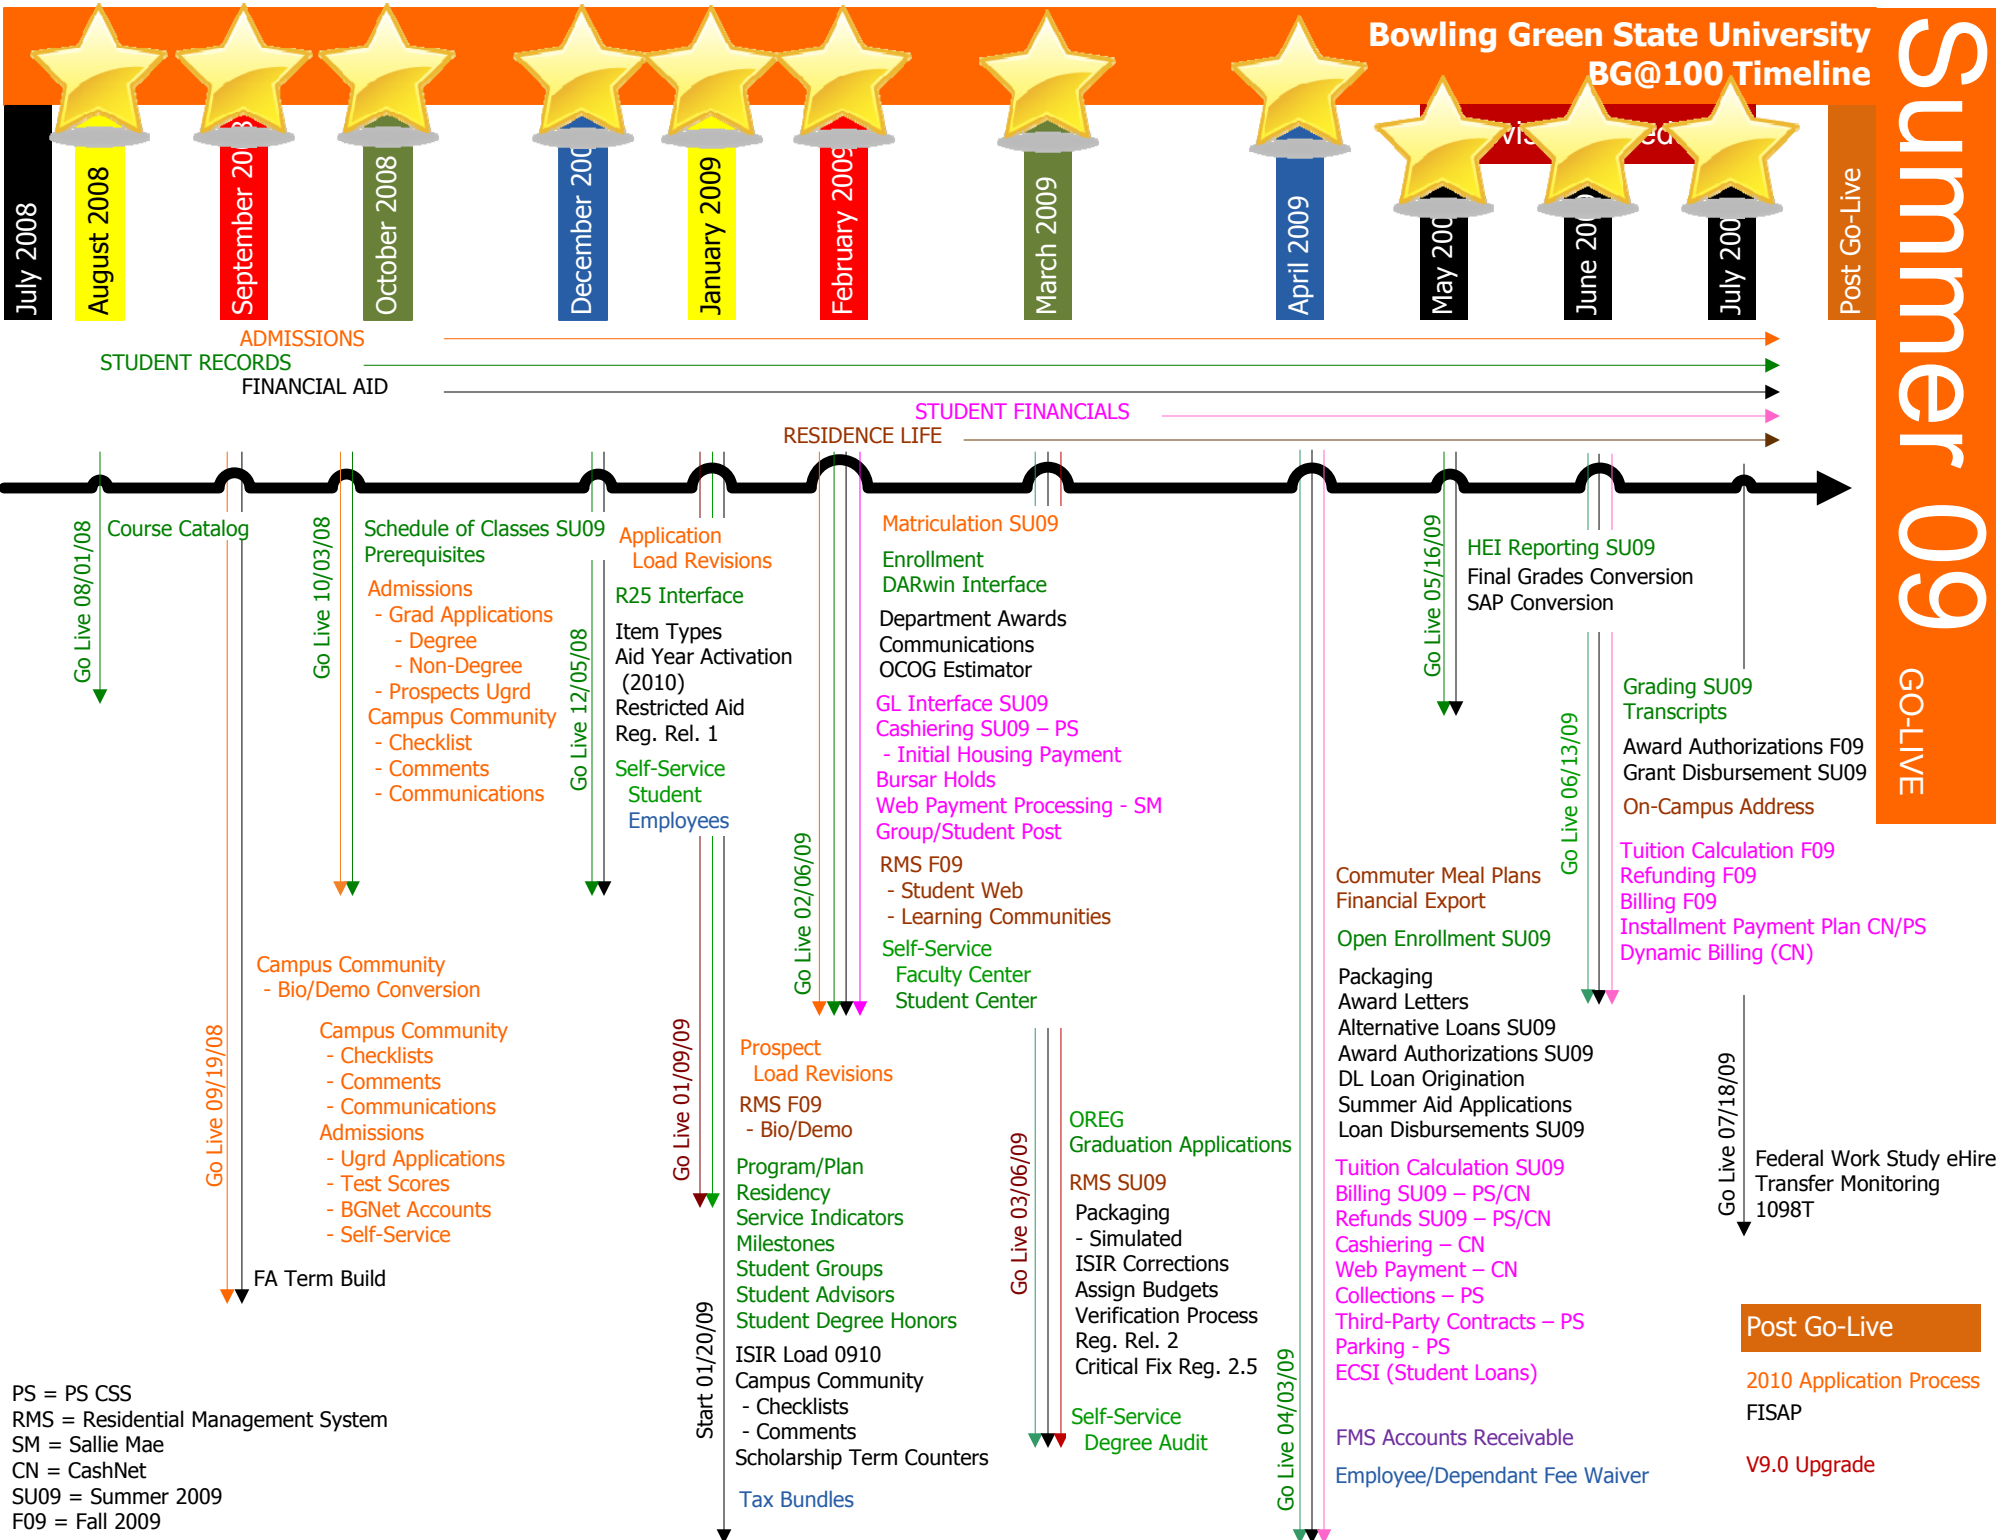 Bowling Green State University
BG@100 Timeline
Summer 09 GO-LIVE
July 2008
August 2008
September
October 2008
December
January 2009
February 2009
March 2009
April 2009
May
June
July
Post Go-Live
ADMISSIONS
STUDENT RECORDS
FINANCIAL AID
STUDENT FINANCIALS
RESIDENCE LIFE
Go Live 08/01/08
Course Catalog
Go Live 09/19/08
Campus Community
- Bio/Demo Conversion
Campus Community
- Checklists
- Comments
- Communications
Admissions
- Ugrd Applications
- Test Scores
- BGNet Accounts
- Self-Service
FA Term Build
Go Live 10/03/08
Schedule of Classes SU09
Prerequisites
Admissions
- Grad Applications
- Degree
- Non-Degree
- Prospects Ugrd
Campus Community
- Checklist
- Comments
- Communications
Go Live 12/05/08
Application
Load Revisions
R25 Interface
Item Types
Aid Year Activation
(2010)
Restricted Aid
Reg. Rel. 1
Self-Service
Student
Employees
Go Live 01/09/09
Start 01/20/09
Prospect
Load Revisions
RMS F09
- Bio/Demo
Program/Plan
Residency
Service Indicators
Milestones
Student Groups
Student Advisors
Student Degree Honors
ISIR Load 0910
Campus Community
- Checklists
- Comments
Scholarship Term Counters
Tax Bundles
Go Live 02/06/09
Matriculation SU09
Enrollment
DARwin Interface
Department Awards
Communications
OCOG Estimator
GL Interface SU09
Cashiering SU09 – PS
- Initial Housing Payment
Bursar Holds
Web Payment Processing - SM
Group/Student Post
RMS F09
- Student Web
- Learning Communities
Self-Service
Faculty Center
Student Center
Go Live 03/06/09
OREG
Graduation Applications
RMS SU09
Packaging
- Simulated
ISIR Corrections
Assign Budgets
Verification Process
Reg. Rel. 2
Critical Fix Reg. 2.5
Self-Service
Degree Audit
Go Live 04/03/09
Commuter Meal Plans
Financial Export
Open Enrollment SU09
Packaging
Award Letters
Alternative Loans SU09
Award Authorizations SU09
DL Loan Origination
Summer Aid Applications
Loan Disbursements SU09
Tuition Calculation SU09
Billing SU09 – PS/CN
Refunds SU09 – PS/CN
Cashiering – CN
Web Payment – CN
Collections – PS
Third-Party Contracts – PS
Parking - PS
ECSI (Student Loans)
FMS Accounts Receivable
Employee/Dependant Fee Waiver
Go Live 05/16/09
HEI Reporting SU09
Final Grades Conversion
SAP Conversion
Go Live 06/13/09
Grading SU09
Transcripts
Award Authorizations F09
Grant Disbursement SU09
On-Campus Address
Tuition Calculation F09
Refunding F09
Billing F09
Installment Payment Plan CN/PS
Dynamic Billing (CN)
Go Live 07/18/09
Federal Work Study eHire
Transfer Monitoring
1098T
Post Go-Live
2010 Application Process
FISAP
V9.0 Upgrade
PS = PS CSS
RMS = Residential Management System
SM = Sallie Mae
CN = CashNet
SU09 = Summer 2009
F09 = Fall 2009